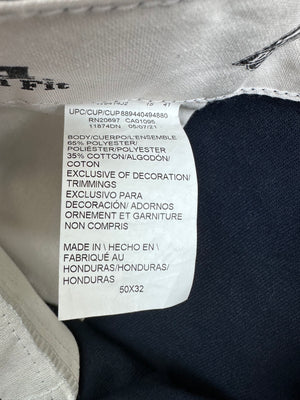 Fit
UPC/CUP/CUP889440494880
RN20697 CA01095
11874DN 05/07/21
BODY/CUERPO/L'ENSEMBLE
65% POLYESTER/
POLIÉSTER/POLYESTER
35% COTTON/ALGODÓN/
COTON
EXCLUSIVE OF DECORATION/
TRIMMINGS
EXCLUSIVO PARA
DECORACIÓN/ ADORNOS
ORNEMENT ET GARNITURE
NON COMPRIS
MADE IN \ HECHO EN \
FABRIQUÉ AU
HONDURAS/HONDURAS/
HONDURAS
50X32